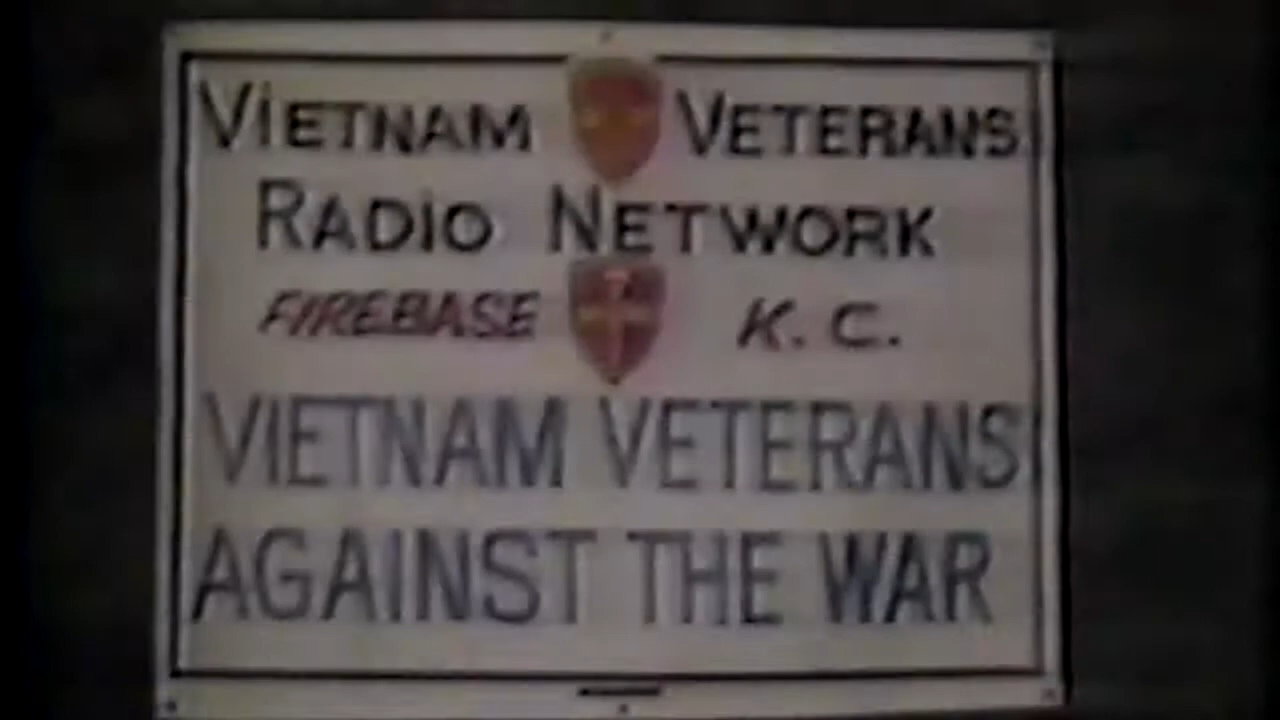 VIETNAM VETERANS
RADIO NETWORK
FIREBASE K.C.
VIETNAM VETERANS
AGAINST THE WAR